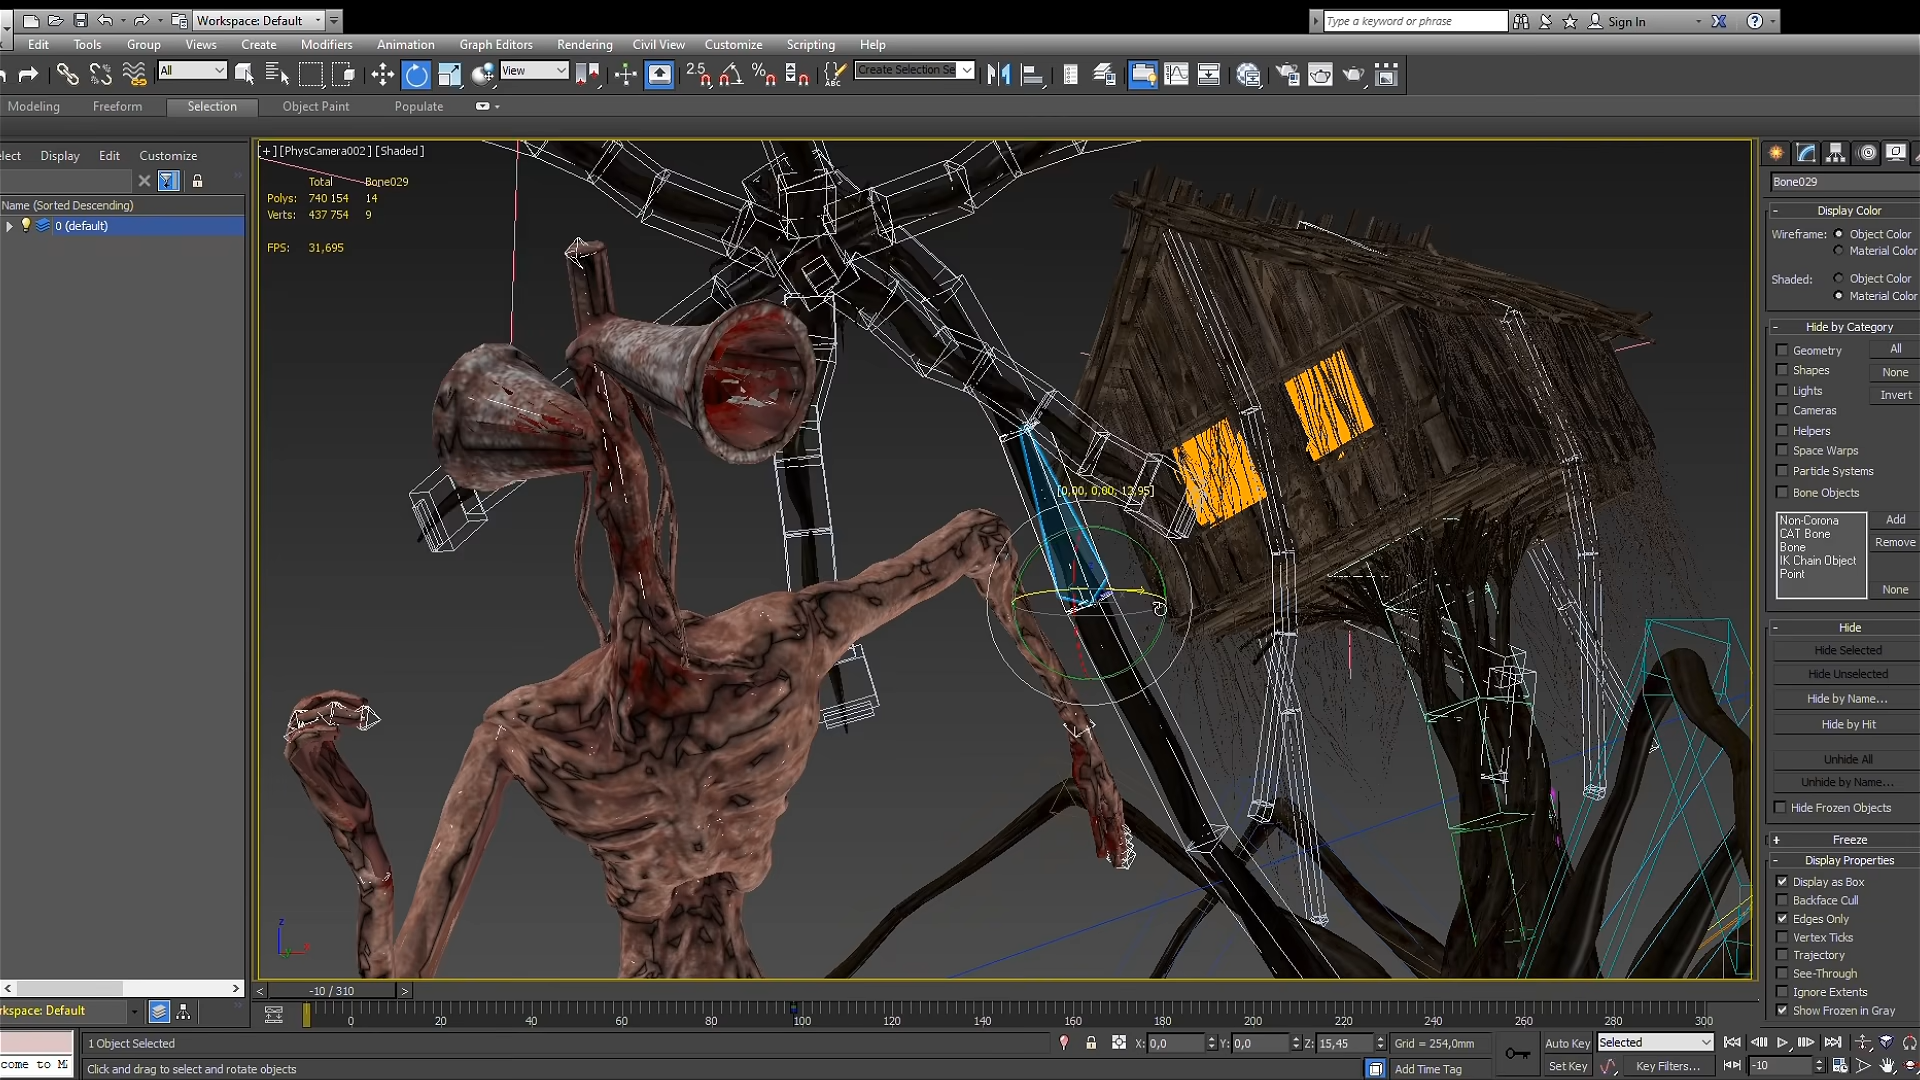 Workspace: Default
Type a keyword or phrase
Sign In
Edit Tools Group Views Create Modifiers Animation Graph Editors Rendering Civil View Customize Scripting Help
All
View
2.5
Create Selection Se
ABC
Modeling Freeform Selection Object Paint Populate
elect Display Edit Customize
Name (Sorted Descending)
0 (default)
+ ] [PhysCamera002 ] [Shaded ]
Total Bone029
Polys: 740 154 14
Verts: 437 754 9
FPS: 31,695
[0,00, 0,00, 13,95]
z
Bone029
Display Color
Wireframe: Object Color
Material Color
Shaded: Object Color
Material Color
Hide by Category
Geometry All
Shapes None
Lights
Invert
Cameras
Helpers
Space Warps
Particle Systems
Bone Objects
Non-Corona
CAT Bone
Bone
IK Chain Object
Point
Add
Remove
None
Hide
Hide Selected
Hide Unselected
Hide by Name...
Hide by Hit
Unhide All
Unhide by Name...
Hide Frozen Objects
Freeze
Display Properties
Display as Box
Backface Cull
Edges Only
Vertex Ticks
Trajectory
See-Through
Ignore Extents
Show Frozen in Gray
-10 / 310
rkspace: Default
0 20 40 60 80 100 120 140 160 180 200 220 240 260 280 300
1 Object Selected
X: 0,0 Y: 0,0 Z: 15,45 Grid = 254,0mm
Auto Key Selected
come to Mi
Click and drag to select and rotate objects
Add Time Tag
Set Key Key Filters... -10